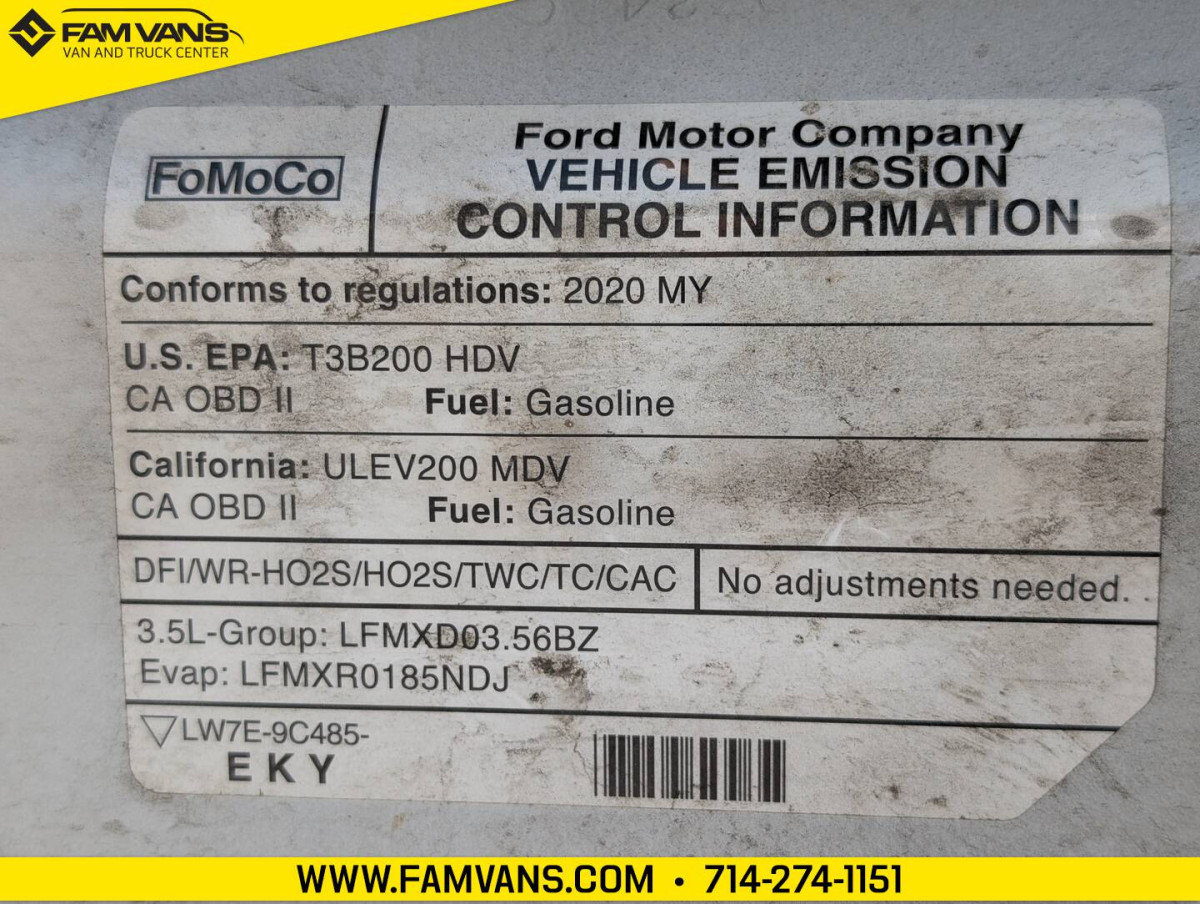 FAM VANS
VAN AND TRUCK CENTER
FoMoCo
Ford Motor Company
VEHICLE EMISSION
CONTROL INFORMATION
Conforms to regulations: 2020 MY
U.S. EPA: T3B200 HDV
CA OBD II Fuel: Gasoline
California: ULEV200 MDV
CA OBD II Fuel: Gasoline
DFI/WR-HO2S/HO2S/TWC/TC/CAC
No adjustments needed.
3.5L-Group: LFMXD03.56BZ
Evap: LFMXR0185NDJ
LW7E-9C485-
E K Y
WWW.FAMVANS.COM • 714-274-1151